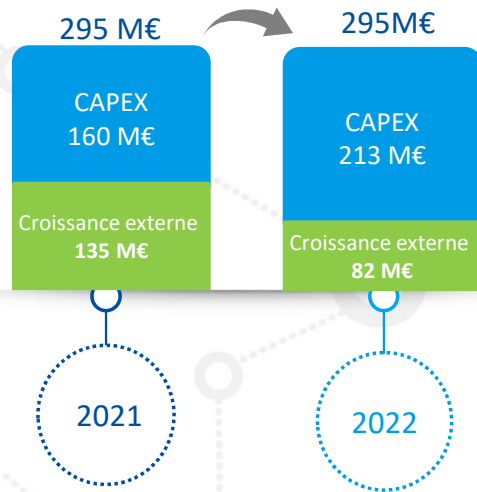 295 M€
295M€
CAPEX
160 M€
CAPEX
213 M€
Croissance externe
135 M€
Croissance externe
82 M€
2021
2022